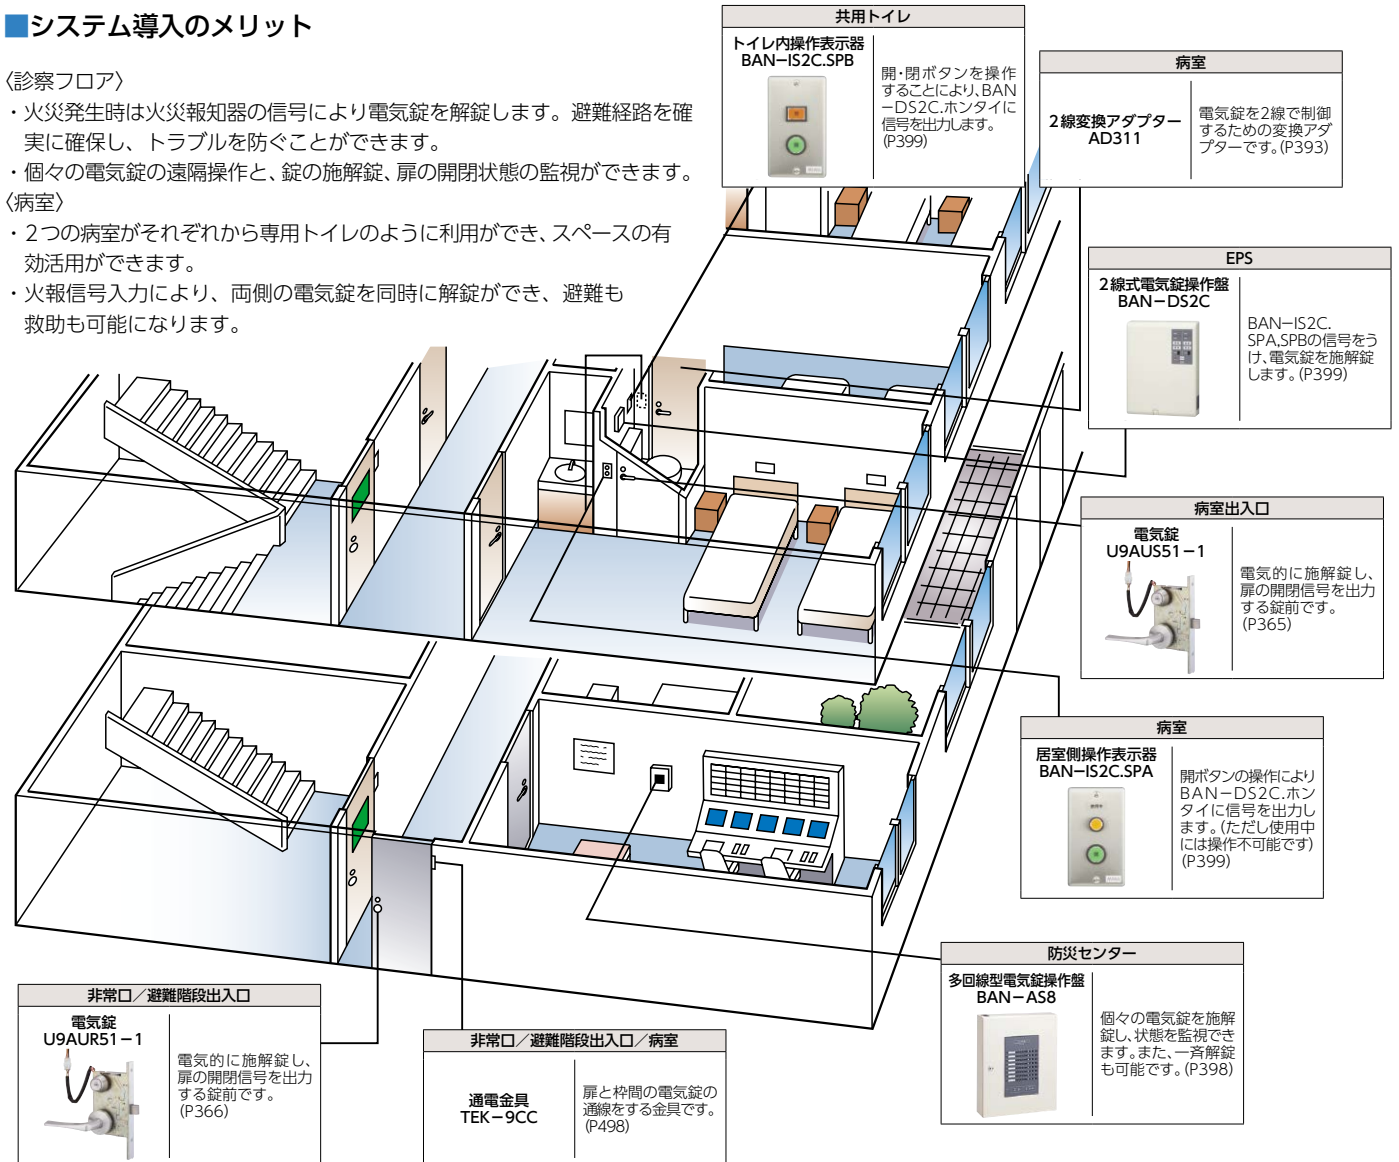 ■システム導入のメリット
〈診察フロア〉
・火災発生時は火災報知器の信号により電気錠を解錠します。避難経路を確
実に確保し、トラブルを防ぐことができます。
・個々の電気錠の遠隔操作と、錠の施解錠、扉の開閉状態の監視ができます。
〈病室〉
・2つの病室がそれぞれから専用トイレのように利用ができ、スペースの有
効活用ができます。
・火報信号入力により、両側の電気錠を同時に解錠ができ、避難も
救助も可能になります。
共用トイレ
トイレ内操作表示器
BAN−IS2C.SPB
開・閉ボタンを操作
することにより、BAN
−DS2C.ホンタイに
信号を出力します。
(P399)
病室
2線変換アダプター
AD311
電気錠を2線で制御
するための変換アダ
プターです。(P393)
EPS
2線式電気錠操作盤
BAN−DS2C
BAN−IS2C.
SPA,SPBの信号をう
け、電気錠を施解錠
します。(P399)
病室出入口
電気錠
U9AUS51−1
電気的に施解錠し、
扉の開閉信号を出力
する錠前です。
(P365)
病室
居室側操作表示器
BAN−IS2C.SPA
開ボタンの操作により
BAN−DS2C.ホン
タイに信号を出力し
ます。(ただし使用中
には操作不可能です)
(P399)
防災センター
多回線型電気錠操作盤
BAN−AS8
個々の電気錠を施解
錠し、状態を監視でき
ます。また、一斉解錠
も可能です。(P398)
非常口／避難階段出入口
電気錠
U9AUR51−1
電気的に施解錠し、
扉の開閉信号を出力
する錠前です。
(P366)
非常口／避難階段出入口／病室
通電金具
TEK−9CC
扉と枠間の電気錠の
通線をする金具です。
(P498)